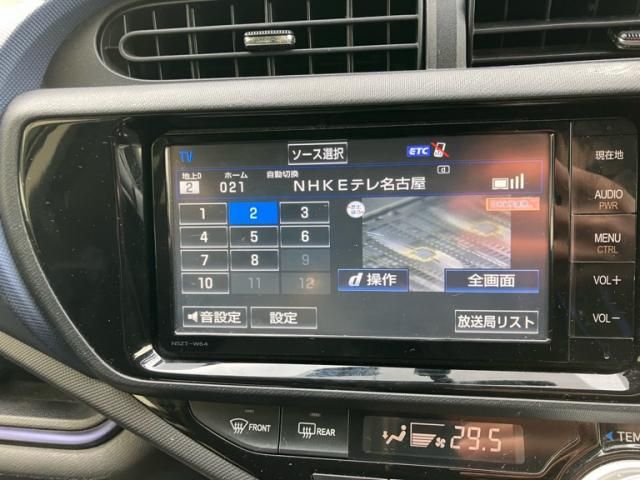 TV ソース選択 ETC
地上D ホーム 自動切換 d
2 021 NHKEテレ名古屋
1 2 3
4 5 6
7 8 9
10 11 12
d 操作 全画面
音設定 設定 放送局リスト
NSZT-W64
現在地
AUDIO
PWR
MENU
CTRL
VOL+
VOL-
FRONT REAR 29.5 TEM